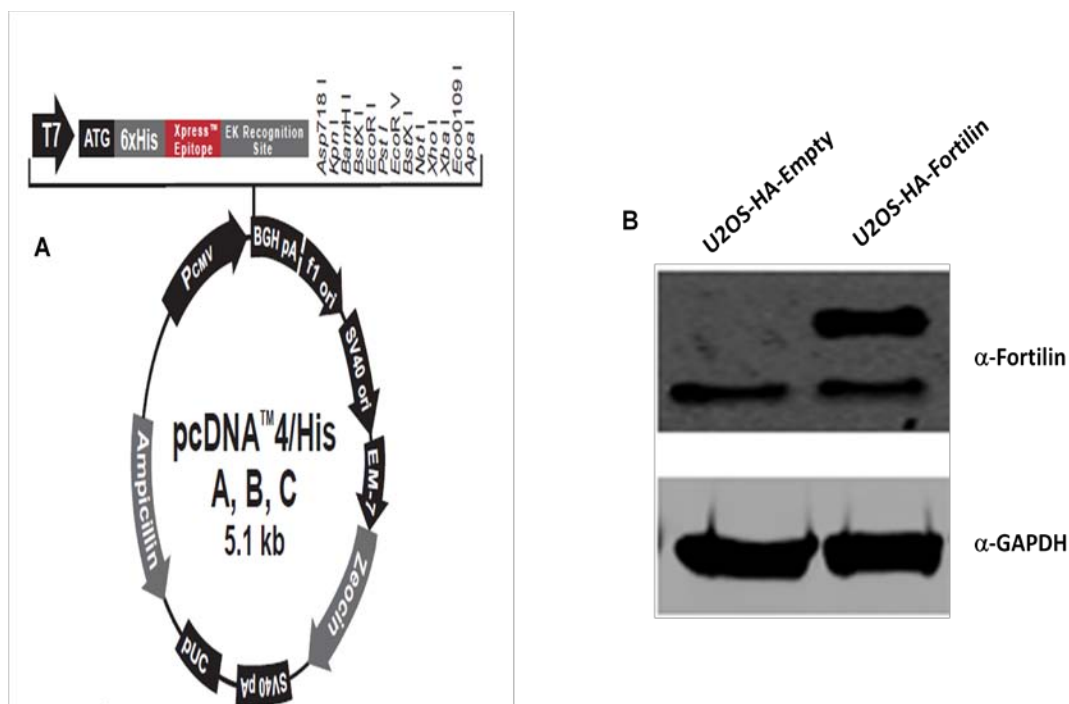 T7
ATG
6xHis
Xpress™
Epitope
EK Recognition
Site
Asp718 I
Kpn I
BamH I
BstX I
EcoR I
Pst I
EcoR V
BstX I
Not I
Xho I
Xba I
Eco0109 I
Apa I
A
PCMV
BGH pA
f1 ori
SV40 ori
EM-7
Zeocin
SV40 pA
pUC
Ampicillin
pcDNA™4/His
A, B, C
5.1 kb
B
U2OS-HA-Empty
U2OS-HA-Fortilin
α-Fortilin
α-GAPDH